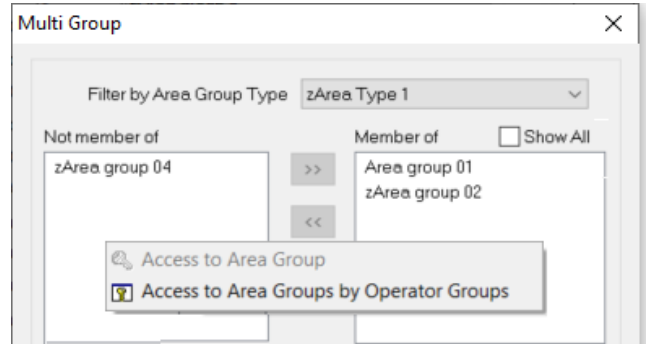 Multi Group
Filter by Area Group Type zArea Type 1
Not member of Member of Show All
zArea group 04 >> Area group 01
zArea group 02
<<
Access to Area Group
Access to Area Groups by Operator Groups